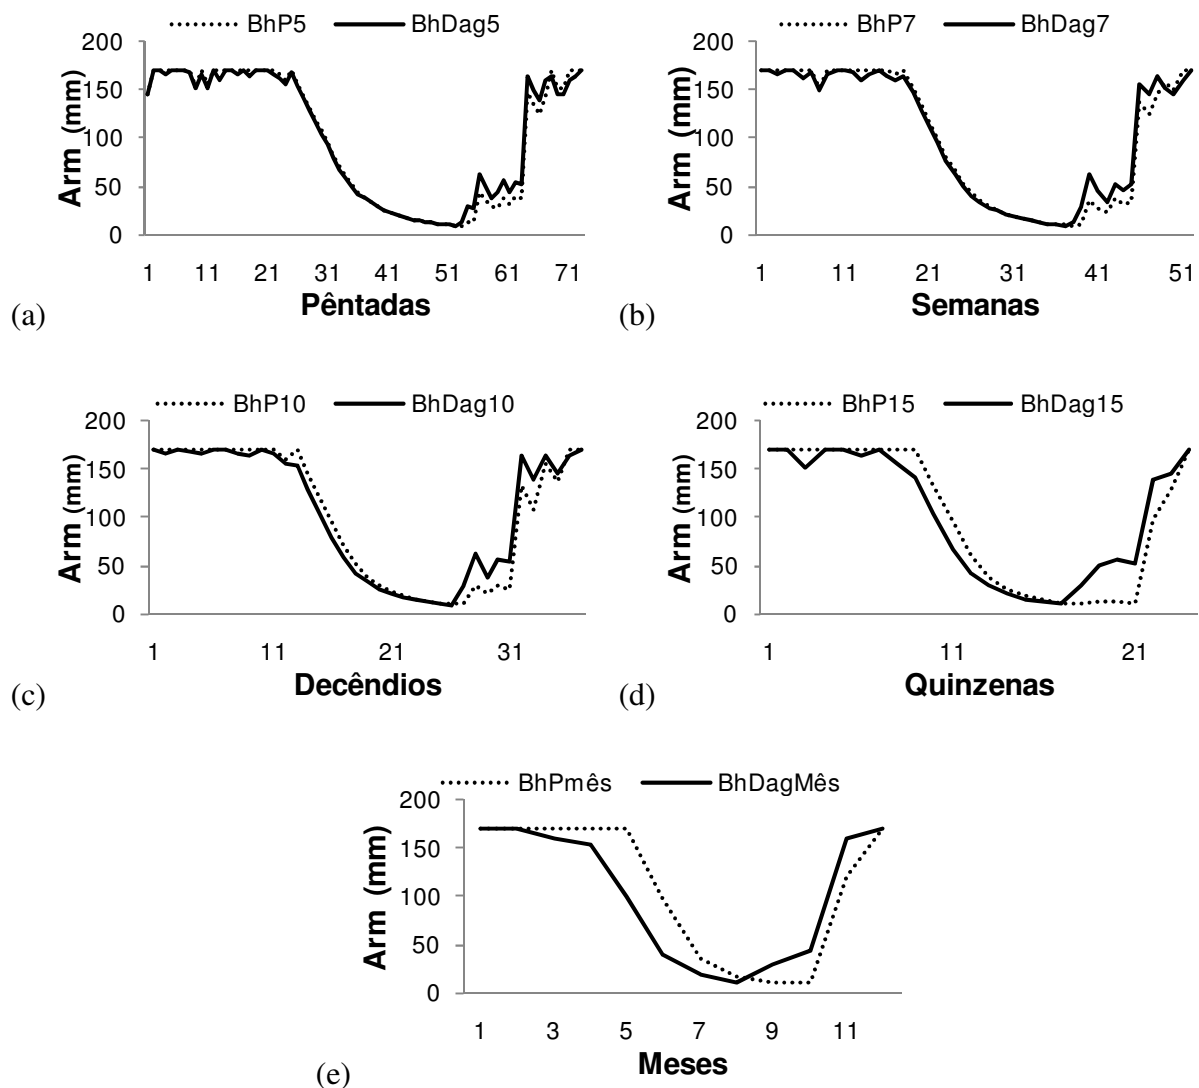 BhP5 BhDag5
200
150
100
50
0
Arm (mm)
1 11 21 31 41 51 61 71
Pêntadas
(a)
BhP7 BhDag7
200
150
100
50
0
Arm (mm)
1 11 21 31 41 51
Semanas
(b)
BhP10 BhDag10
200
150
100
50
0
Arm (mm)
1 11 21 31
Decêndios
(c)
BhP15 BhDag15
200
150
100
50
0
Arm (mm)
1 11 21
Quinzenas
(d)
BhPmês BhDagMês
200
150
100
50
0
Arm (mm)
1 3 5 7 9 11
Meses
(e)